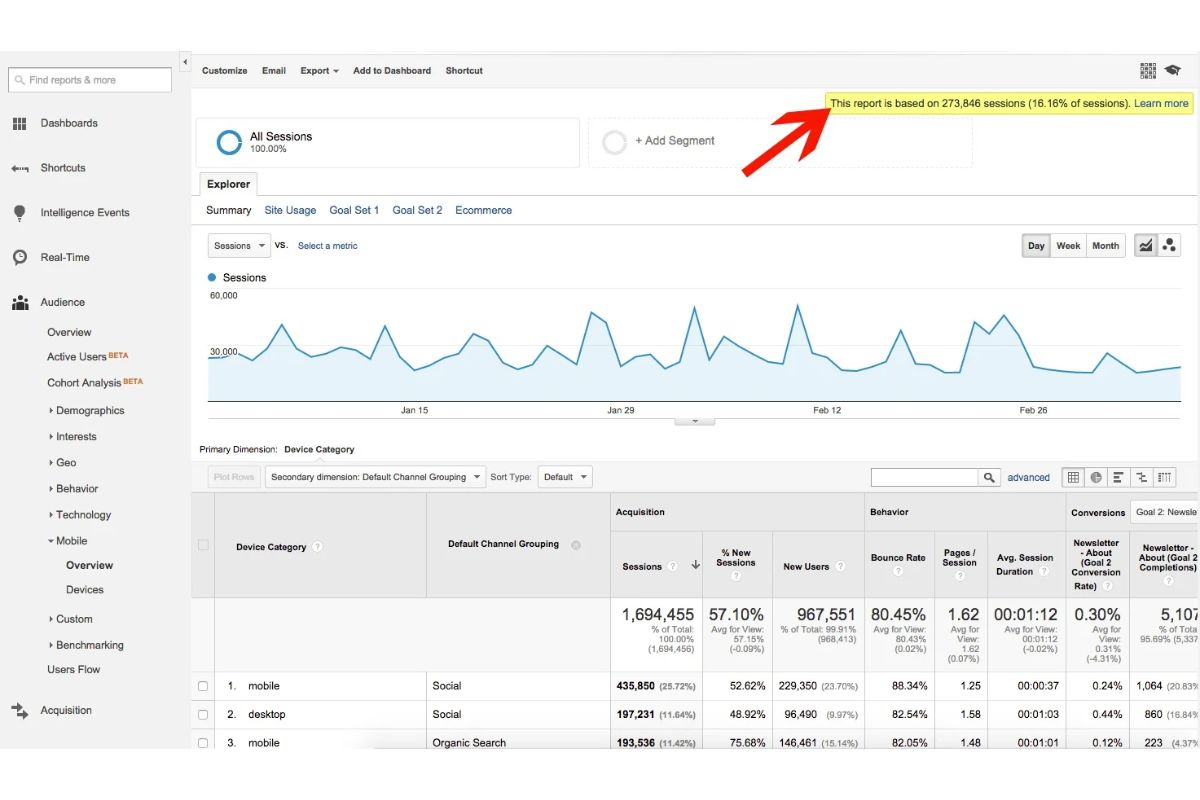 Find reports & more
Customize Email Export Add to Dashboard Shortcut
This report is based on 273,846 sessions (16.16% of sessions). Learn more
Dashboards
Shortcuts
Intelligence Events
Real-Time
Audience
Overview
Active Users BETA
Cohort Analysis BETA
Demographics
Interests
Geo
Behavior
Technology
Mobile
Overview
Devices
Custom
Benchmarking
Users Flow
Acquisition
All Sessions
100.00%
+ Add Segment
Explorer
Summary Site Usage Goal Set 1 Goal Set 2 Ecommerce
Sessions VS. Select a metric
Day Week Month
Sessions
60,000
30,000
Jan 15 Jan 29 Feb 12 Feb 26
Primary Dimension: Device Category
Plot Rows Secondary dimension: Default Channel Grouping Sort Type: Default
advanced
Device Category ?
Default Channel Grouping
Acquisition
Behavior
Conversions Goal 2: Newsle
Sessions ?
% New
Sessions
?
New Users ?
Bounce Rate
?
Pages /
Session
?
Avg. Session
Duration ?
Newsletter
- About
(Goal 2
Conversion
Rate) ?
Newsletter -
About (Goal 2
Completions)
?
1,694,455
% of Total:
100.00%
(1,694,456)
57.10%
Avg for View:
57.15%
(-0.09%)
967,551
% of Total: 99.91%
(968,413)
80.45%
Avg for View:
80.43%
(0.02%)
1.62
Avg for
View:
1.62
(0.07%)
00:01:12
Avg for View:
00:01:12
(-0.02%)
0.30%
Avg for
View:
0.31%
(-4.31%)
5,107
% of Tota
95.69% (5,337
1. mobile Social 435,850 (25.72%) 52.62% 229,350 (23.70%) 88.34% 1.25 00:00:37 0.24% 1,064 (20.83%
2. desktop Social 197,231 (11.64%) 48.92% 96,490 (9.97%) 82.54% 1.58 00:01:03 0.44% 860 (16.84%
3. mobile Organic Search 193,536 (11.42%) 75.68% 146,461 (15.14%) 82.05% 1.48 00:01:01 0.12% 223 (4.37%